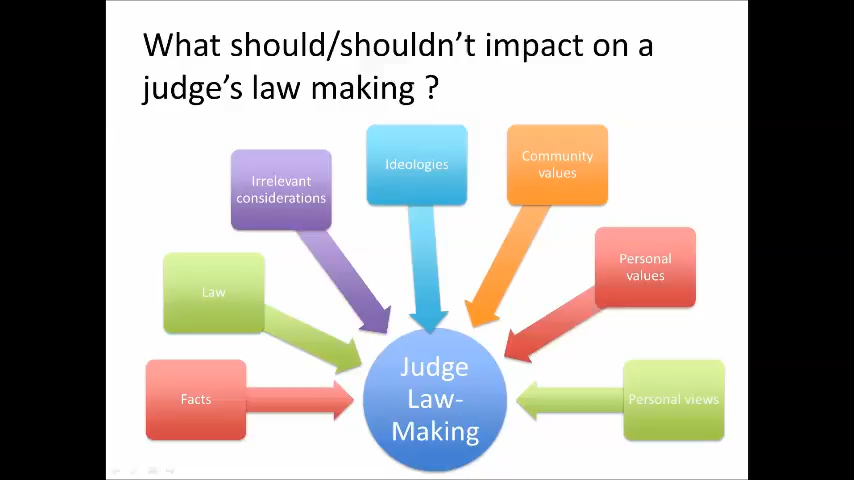 What should/shouldn't impact on a
judge's law making ?
Ideologies
Community
values
Irrelevant
considerations
Personal
values
Law
Judge
Law-
Making
Facts
Personal views